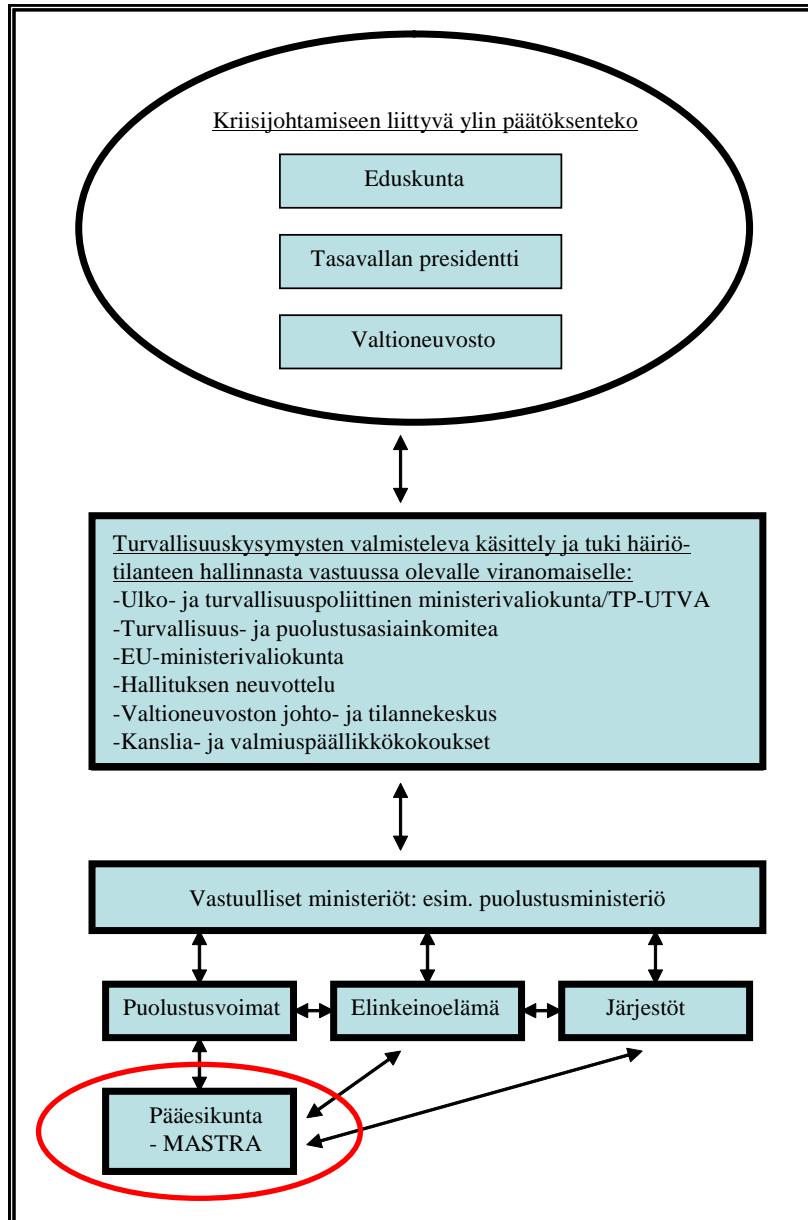 Kriisijohtamiseen liittyvä ylin päätöksenteko
Eduskunta
Tasavallan presidentti
Valtioneuvosto
Turvallisuuskysymysten valmisteleva käsittely ja tuki häiriö-
tilanteen hallinnasta vastuussa olevalle viranomaiselle:
-Ulko- ja turvallisuuspoliittinen ministerivaliokunta/TP-UTVA
-Turvallisuus- ja puolustusasiainkomitea
-EU-ministerivaliokunta
-Hallituksen neuvottelu
-Valtioneuvoston johto- ja tilannekeskus
-Kanslia- ja valmiuspäällikkökokoukset
Vastuulliset ministeriöt: esim. puolustusministeriö
Puolustusvoimat Elinkeinoelämä Järjestöt
Pääesikunta
- MASTRA